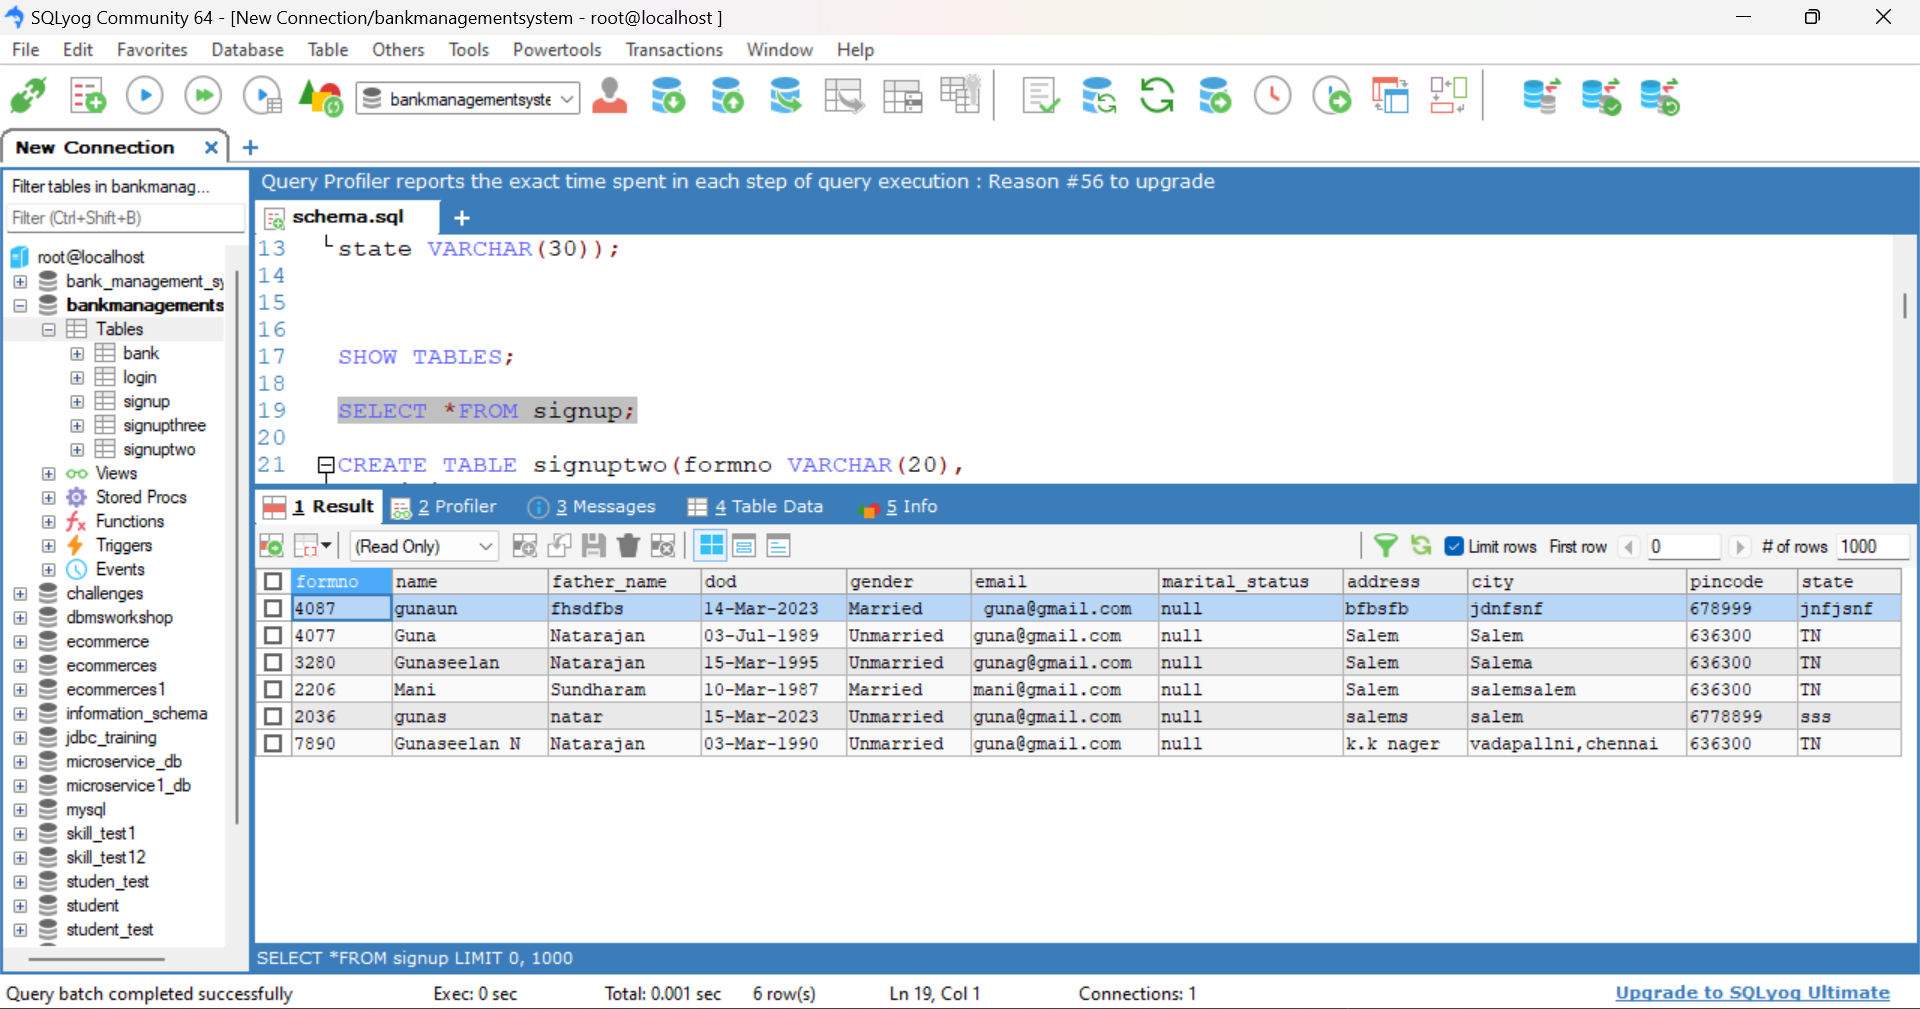 SQLyog Community 64 - [New Connection/bankmanagementsystem - root@localhost ]
File Edit Favorites Database Table Others Tools Powertools Transactions Window Help
bankmanagementsyste
New Connection
Filter tables in bankmanag...
Filter (Ctrl+Shift+B)
root@localhost
bank_management_sy
bankmanagements
Tables
bank
login
signup
signupthree
signuptwo
Views
Stored Procs
Functions
Triggers
Events
challenges
dbmsworkshop
ecommerce
ecommerces
ecommerces1
information_schema
jdbc_training
microservice_db
microservice1_db
mysql
skill_test1
skill_test12
studen_test
student
student_test
Query Profiler reports the exact time spent in each step of query execution : Reason #56 to upgrade
schema.sql
13 state VARCHAR(30));
14
15
16
17 SHOW TABLES;
18
19 SELECT *FROM signup;
20
21 CREATE TABLE signuptwo(formno VARCHAR(20),
1 Result 2 Profiler 3 Messages 4 Table Data 5 Info
(Read Only) Limit rows First row 0 # of rows 1000
formno name father_name dod gender email marital_status address city pincode state
4087 gunaun fhsdfbs 14-Mar-2023 Married guna@gmail.com null bfbsfb jdnfsnf 678999 jnfjsnf
4077 Guna Natarajan 03-Jul-1989 Unmarried guna@gmail.com null Salem Salem 636300 TN
3280 Gunaseelan Natarajan 15-Mar-1995 Unmarried gunag@gmail.com null Salem Salema 636300 TN
2206 Mani Sundharam 10-Mar-1987 Married mani@gmail.com null Salem salemsalem 636300 TN
2036 gunas natar 15-Mar-2023 Unmarried guna@gmail.com null salems salem 6778899 sss
7890 Gunaseelan N Natarajan 03-Mar-1990 Unmarried guna@gmail.com null k.k nager vadapallni,chennai 636300 TN
SELECT *FROM signup LIMIT 0, 1000
Query batch completed successfully Exec: 0 sec Total: 0.001 sec 6 row(s) Ln 19, Col 1 Connections: 1 Upgrade to SQLyog Ultimate